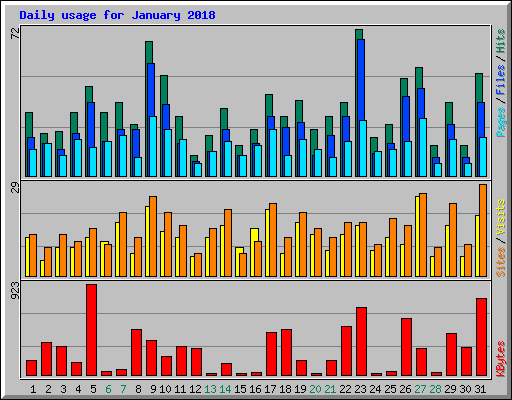 Daily usage for January 2018
72
Pages / Files / Hits
29
Sites / Visits
923
KBytes
1 2 3 4 5 6 7 8 9 10 11 12 13 14 15 16 17 18 19 20 21 22 23 24 25 26 27 28 29 30 31